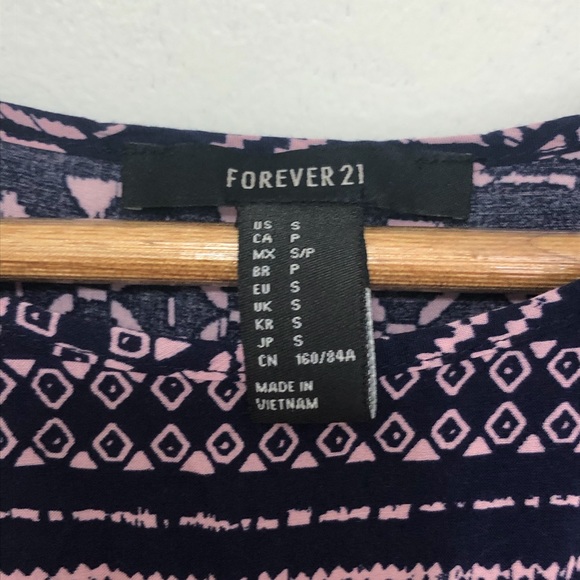 FOREVER 21
US S
CA P
MX S/P
BR P
EU S
UK S
KR S
JP S
CN 160/84A
MADE IN
VIETNAM